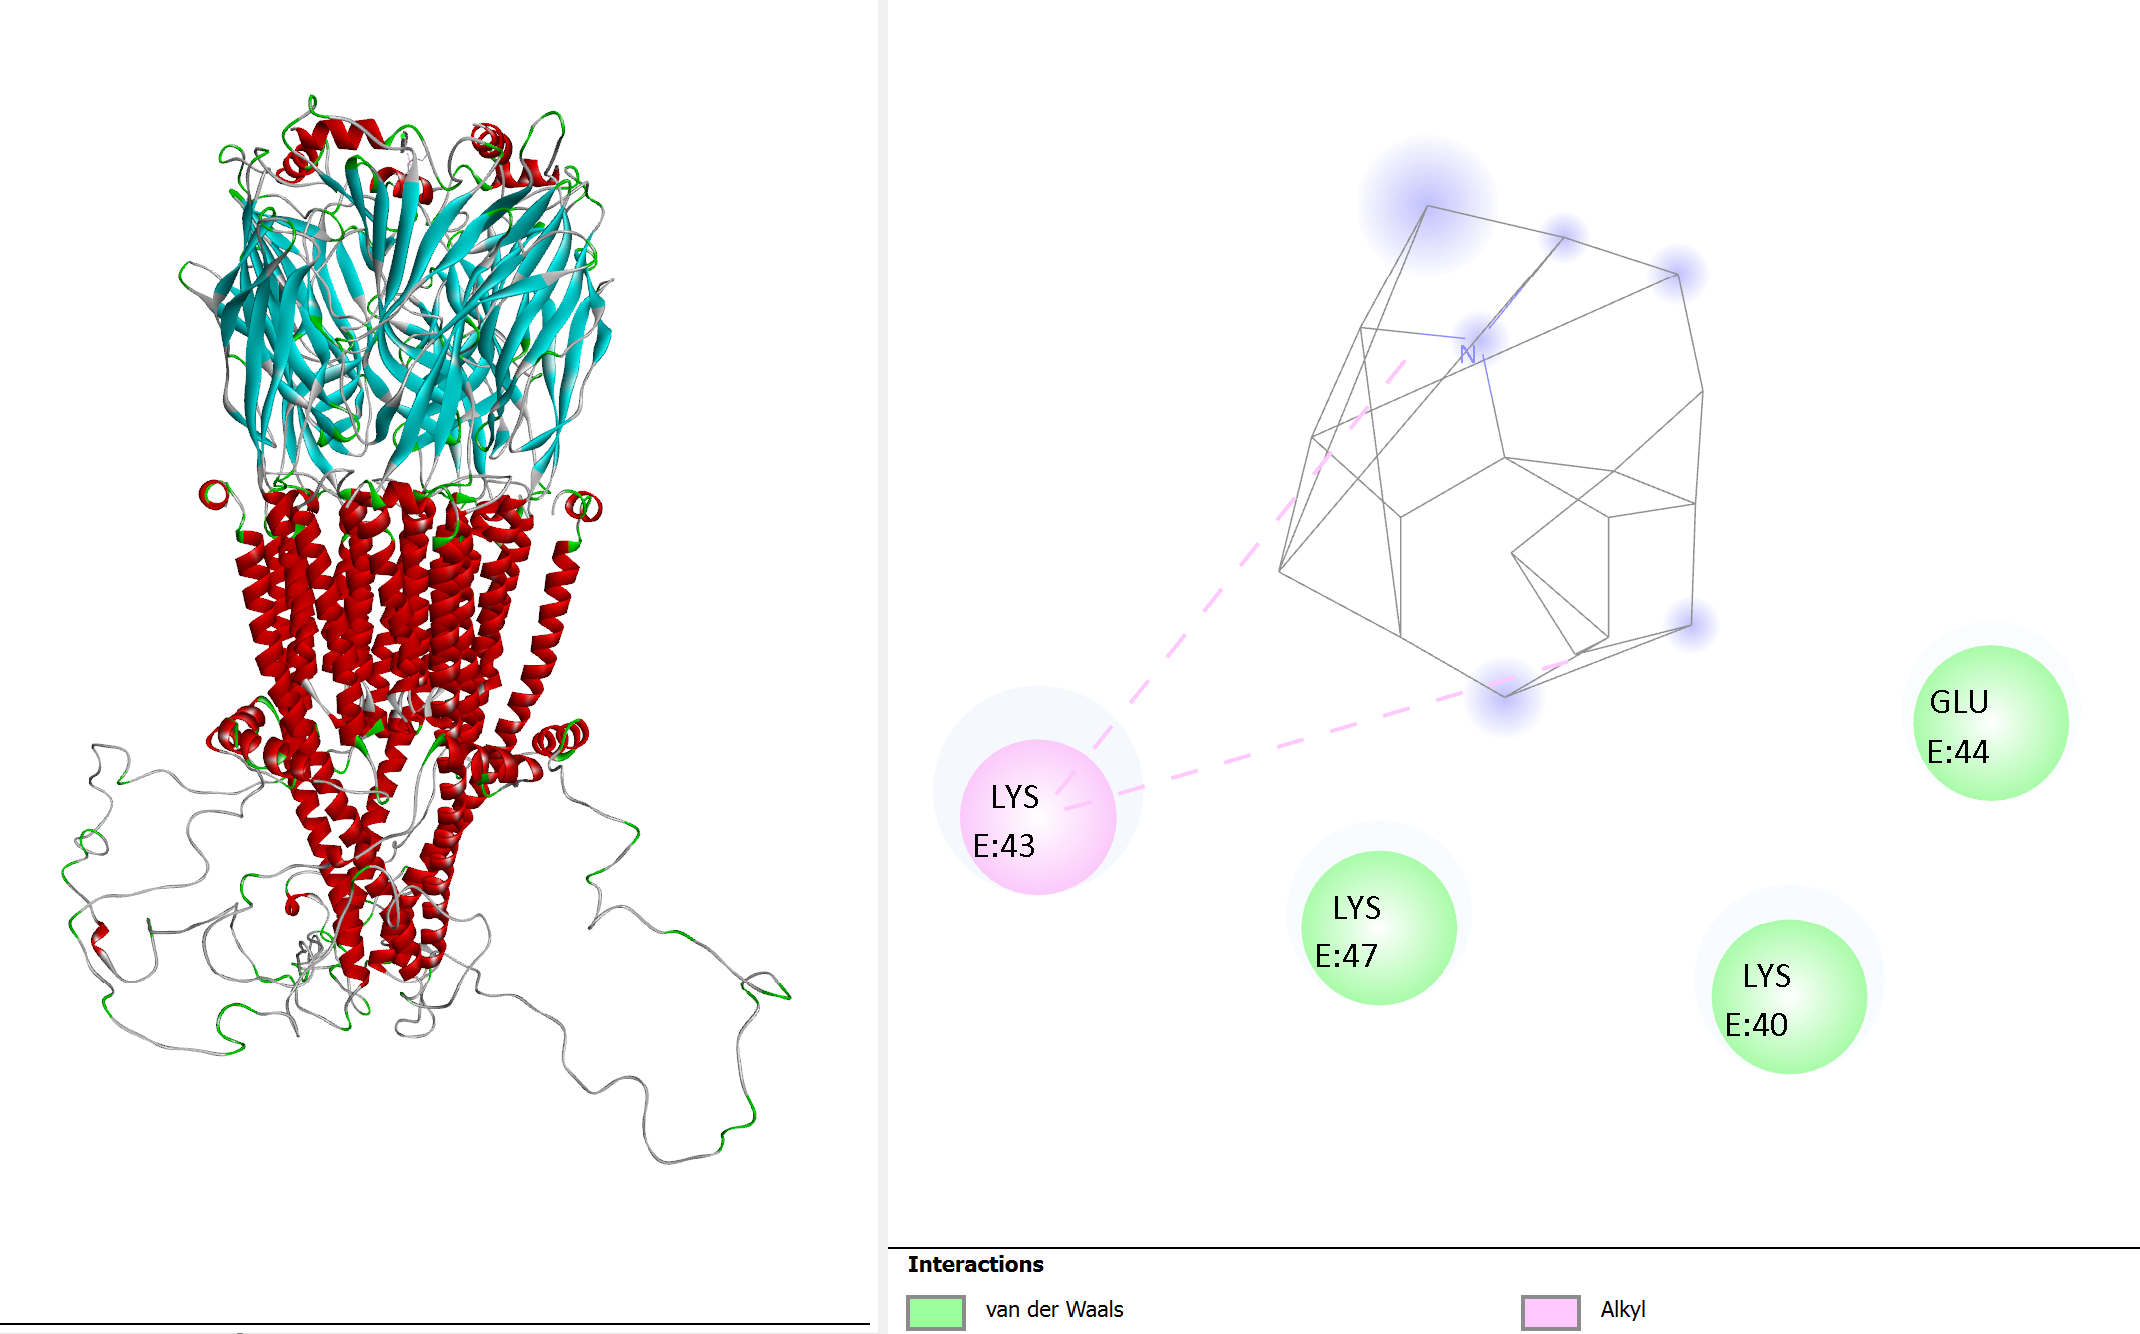 N
GLU
E:44
LYS
E:43
LYS
E:47
LYS
E:40
Interactions
van der Waals
Alkyl